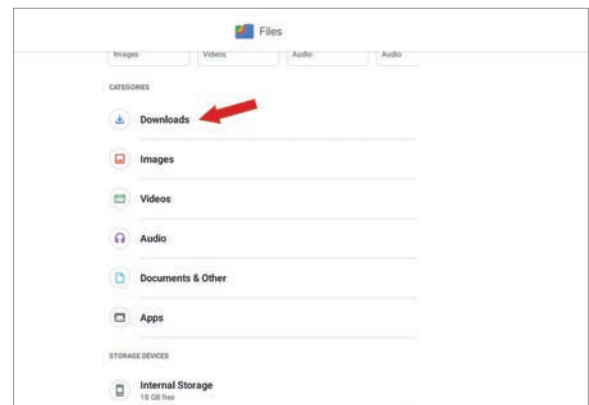 Files
Images Videos Audio Audio
CATEGORIES
Downloads
Images
Videos
Audio
Documents & Other
Apps
STORAGE DEVICES
Internal Storage
18 GB free